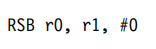 RSB r0, r1, #0